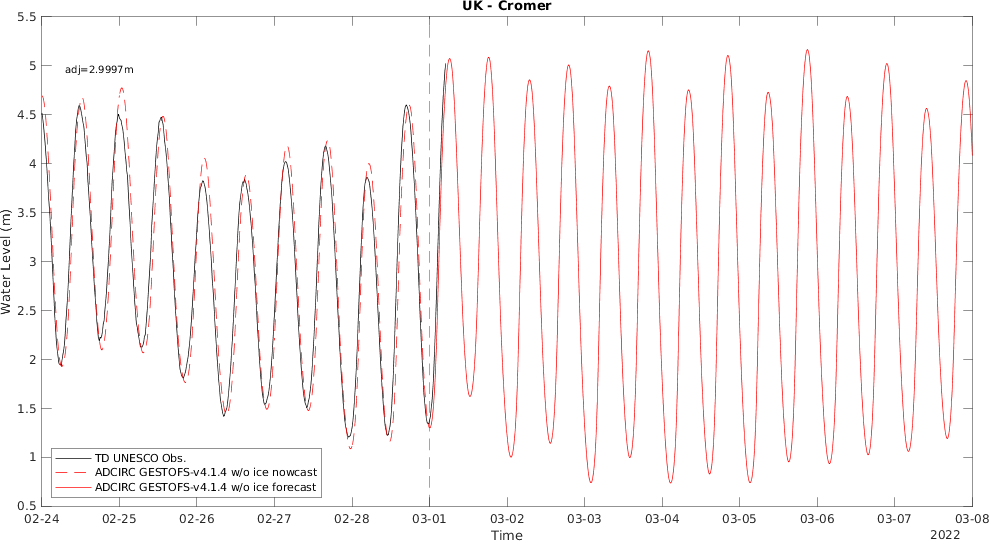 UK - Cromer
5.5
5
4.5
4
3.5
3
2.5
2
1.5
1
0.5
Water Level (m)
adj=2.9997m
TD UNESCO Obs.
ADCIRC GESTOFS-v4.1.4 w/o ice nowcast
ADCIRC GESTOFS-v4.1.4 w/o ice forecast
02-24 02-25 02-26 02-27 02-28 03-01 03-02 03-03 03-04 03-05 03-06 03-07 03-08
Time
2022